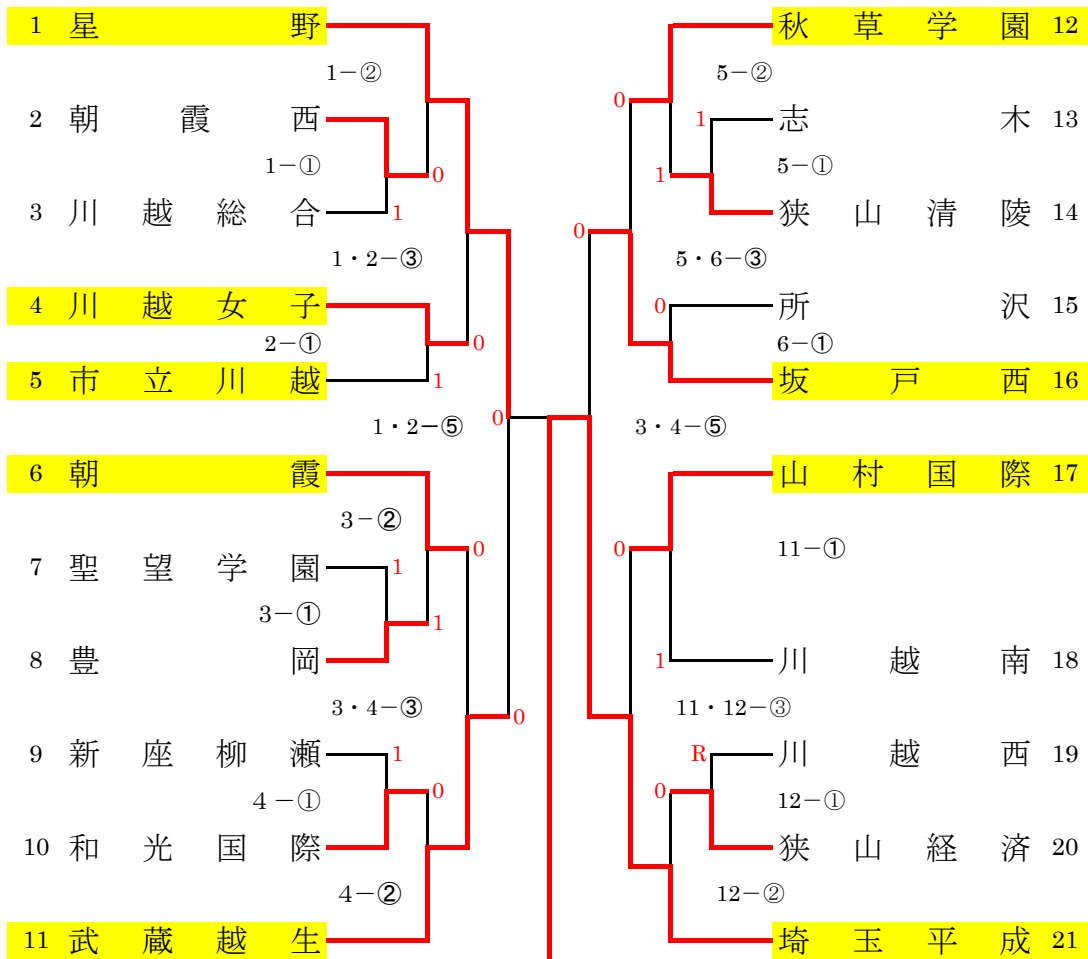 1 星野
1-②
2 朝霞西
1-①
0
3 川越総合
1
1・2-③
4 川越女子
2-①
0
5 市立川越
1
1・2-⑤
0
6 朝霞
3-②
0
7 聖望学園
1
3-①
1
8 豊岡
3・4-③
0
9 新座柳瀬
1
4-①
0
10 和光国際
4-②
11 武蔵越生
秋草学園 12
5-②
0
1
志木 13
5-①
1
狭山清陵 14
0
5・6-③
0
所沢 15
6-①
坂戸西 16
3・4-⑤
山村国際 17
11-①
0
1
川越南 18
11・12-③
R
川越西 19
12-①
0
狭山経済 20
12-②
埼玉平成 21